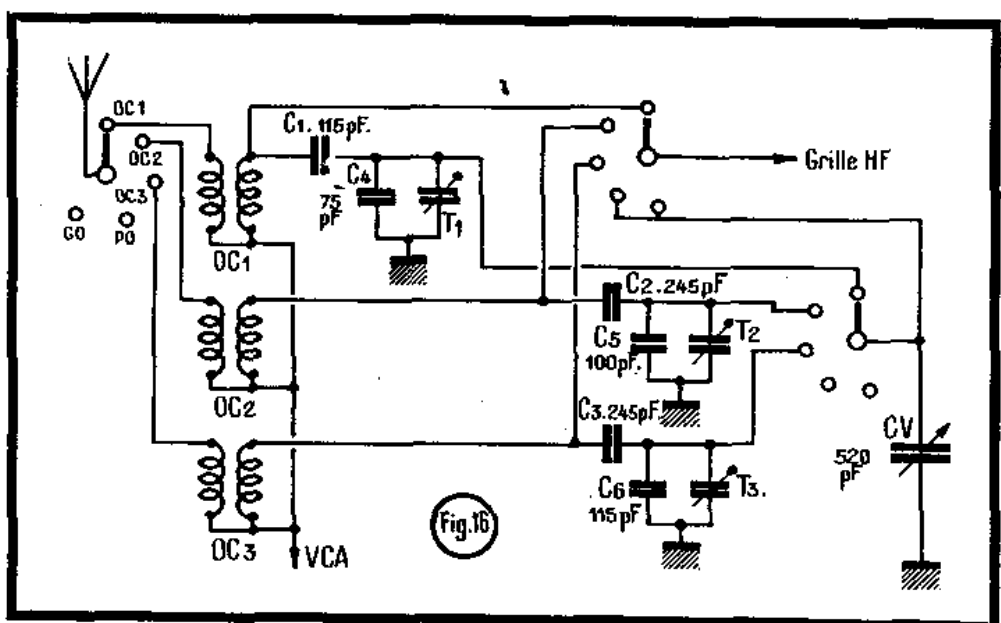 OC1
OC2
OC3
GO
PO
C1.115pF.
C4
75
pF
T1
Grille HF
OC1
C2.245pF
C5
100pF.
T2
OC2
C3.245pF.
CV
520
pF
C6
115pF
T3.
OC3
VCA
Fig.16